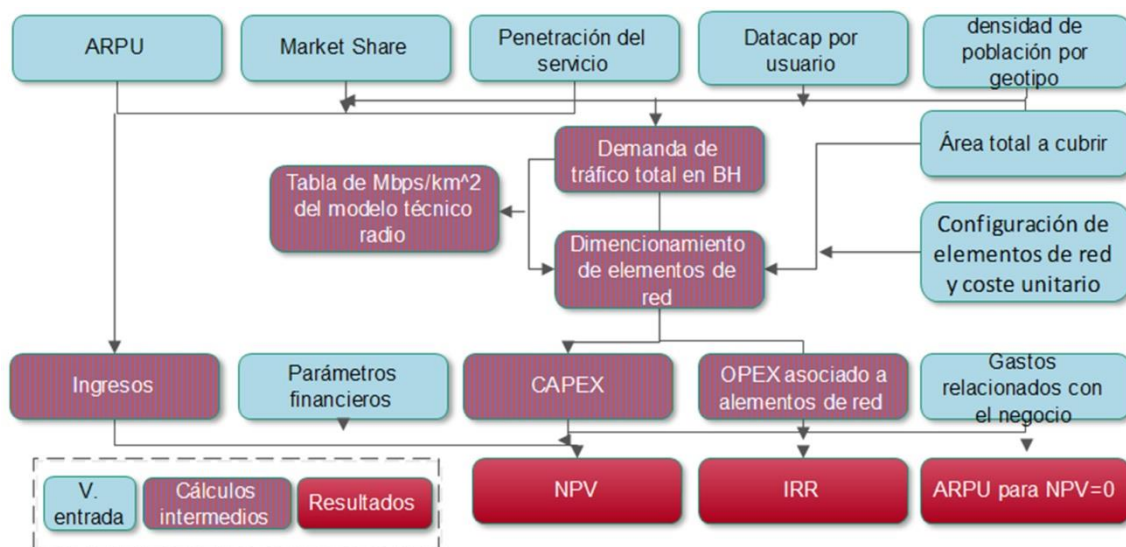 ARPU
Market Share
Penetración del
servicio
Datacap por
usuario
densidad de
población por
geotipo
Demanda de
tráfico total en BH
Área total a cubrir
Tabla de Mbps/km^2
del modelo técnico
radio
Dimencionamiento
de elementos de
red
Configuración de
elementos de red
y coste unitario
Ingresos
Parámetros
financieros
CAPEX
OPEX asociado a
alementos de red
Gastos
relacionados con
el negocio
V.
entrada
Cálculos
intermedios
Resultados
NPV
IRR
ARPU para NPV=0